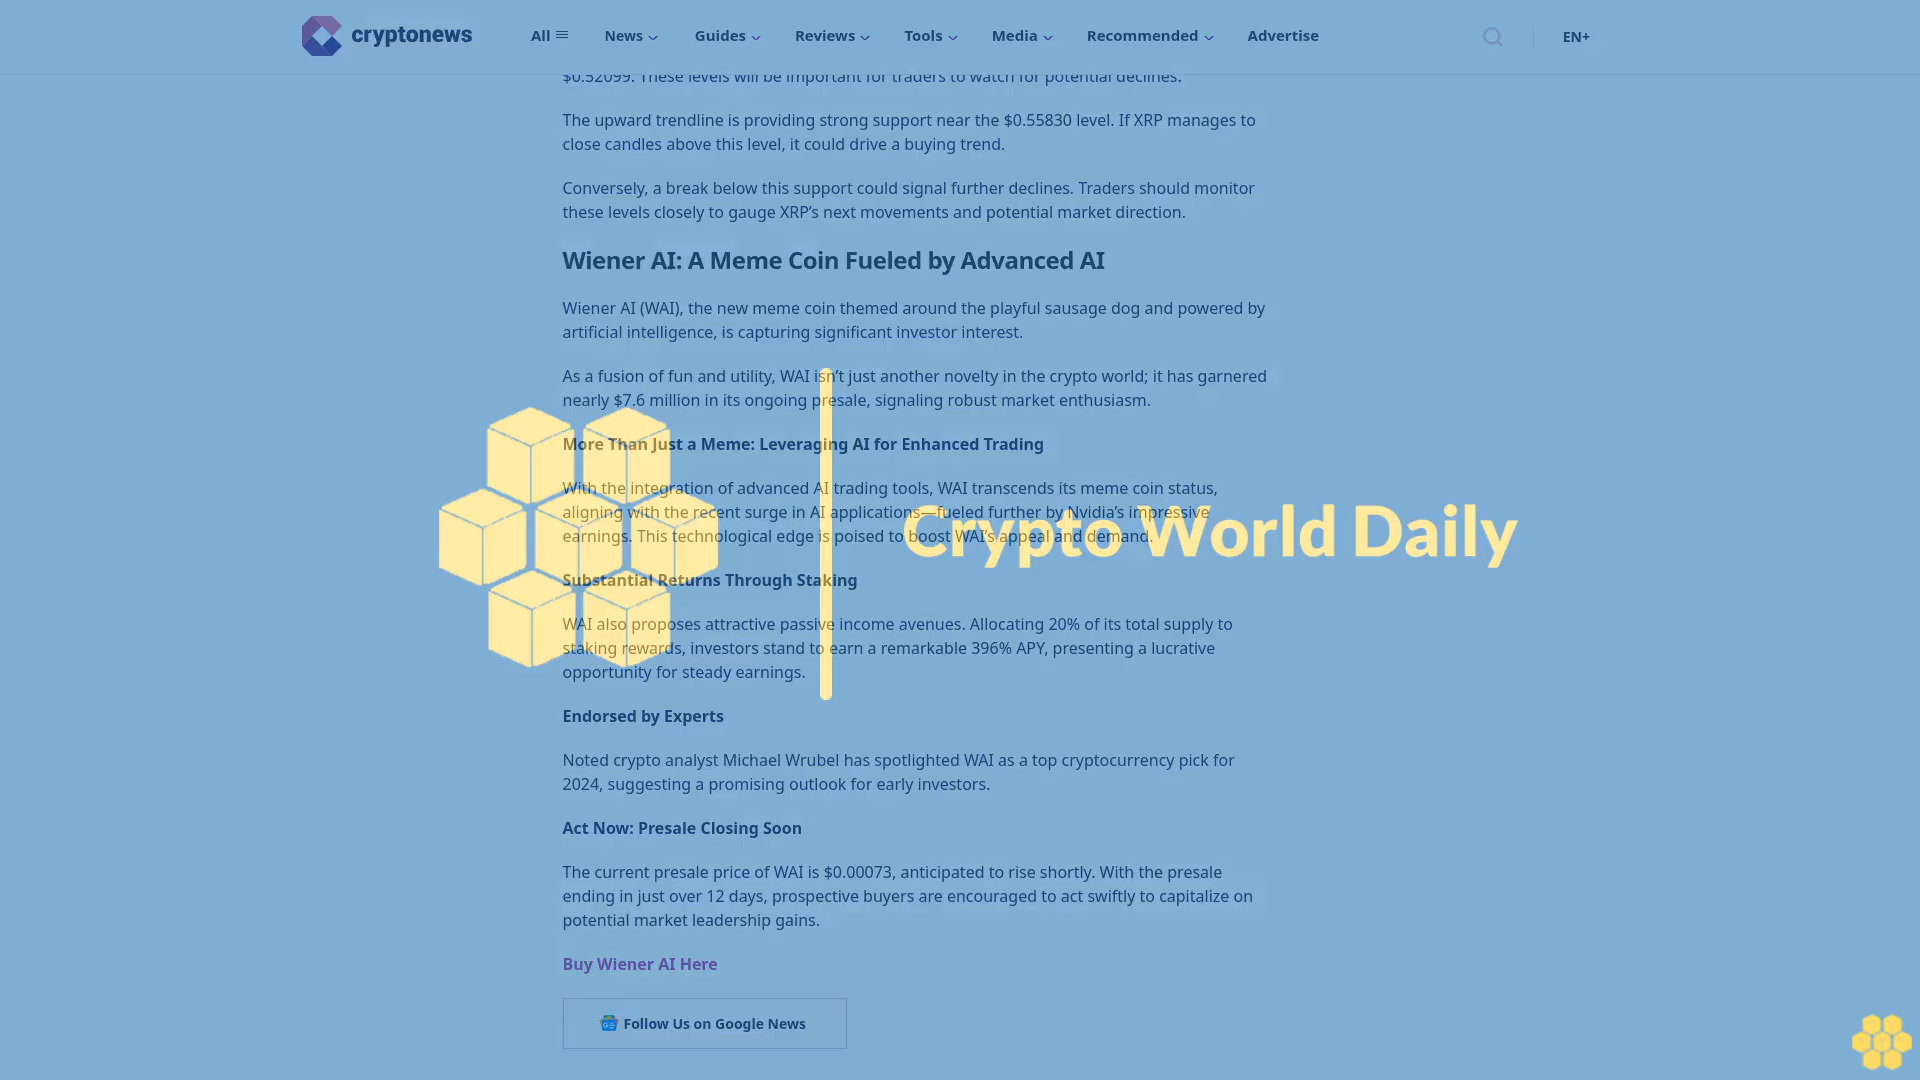 cryptonews
All
News
Guides
Reviews
Tools
Media
Recommended
Advertise
EN+
$0.52099. These levels will be important for traders to watch for potential declines.
The upward trendline is providing strong support near the $0.55830 level. If XRP manages to
close candles above this level, it could drive a buying trend.
Conversely, a break below this support could signal further declines. Traders should monitor
these levels closely to gauge XRP’s next movements and potential market direction.
Wiener AI: A Meme Coin Fueled by Advanced AI
Wiener AI (WAI), the new meme coin themed around the playful sausage dog and powered by
artificial intelligence, is capturing significant investor interest.
As a fusion of fun and utility, WAI isn’t just another novelty in the crypto world; it has garnered
nearly $7.6 million in its ongoing presale, signaling robust market enthusiasm.
More Than Just a Meme: Leveraging AI for Enhanced Trading
With the integration of advanced AI trading tools, WAI transcends its meme coin status,
aligning with the recent surge in AI applications—fueled further by Nvidia’s impressive
earnings. This technological edge is poised to boost WAI’s appeal and demand.
Crypto World Daily
Substantial Returns Through Staking
WAI also proposes attractive passive income avenues. Allocating 20% of its total supply to
staking rewards, investors stand to earn a remarkable 396% APY, presenting a lucrative
opportunity for steady earnings.
Endorsed by Experts
Noted crypto analyst Michael Wrubel has spotlighted WAI as a top cryptocurrency pick for
2024, suggesting a promising outlook for early investors.
Act Now: Presale Closing Soon
The current presale price of WAI is $0.00073, anticipated to rise shortly. With the presale
ending in just over 12 days, prospective buyers are encouraged to act swiftly to capitalize on
potential market leadership gains.
Buy Wiener AI Here
Follow Us on Google News